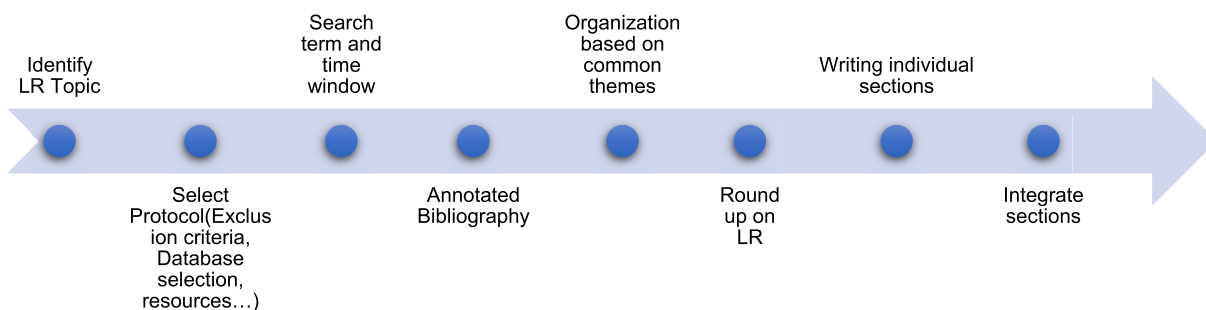 Identify
LR Topic
Select
Protocol(Exclus
ion criteria,
Database
selection,
resources…)
Search
term and
time
window
Annotated
Bibliography
Organization
based on
common
themes
Round
up on
LR
Writing individual
sections
Integrate
sections